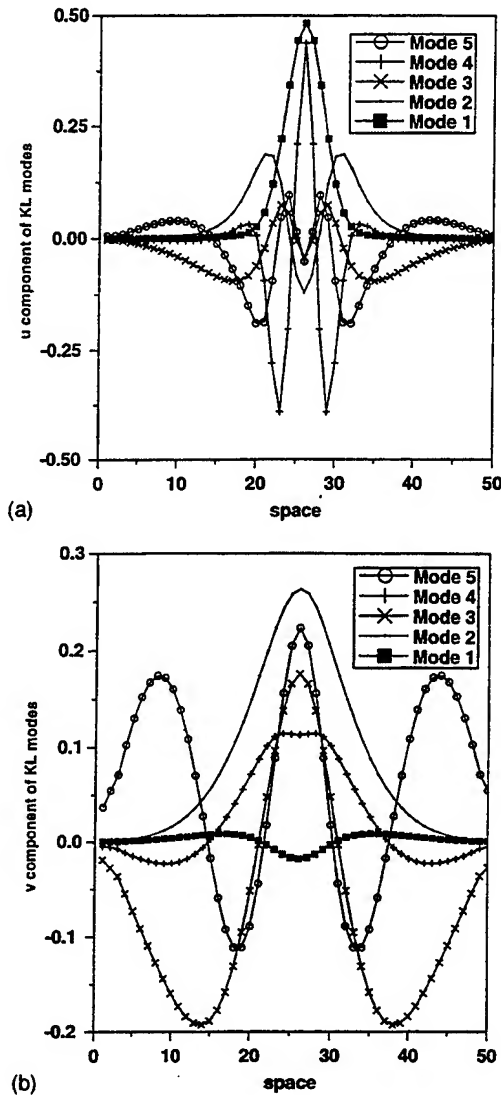 0.50
0.25
0.00
-0.25
-0.50
u component of KL modes
Mode 5
Mode 4
Mode 3
Mode 2
Mode 1
0 10 20 30 40 50
space
(a)
0.3
0.2
0.1
0.0
-0.1
-0.2
v component of KL modes
Mode 5
Mode 4
Mode 3
Mode 2
Mode 1
0 10 20 30 40 50
space
(b)